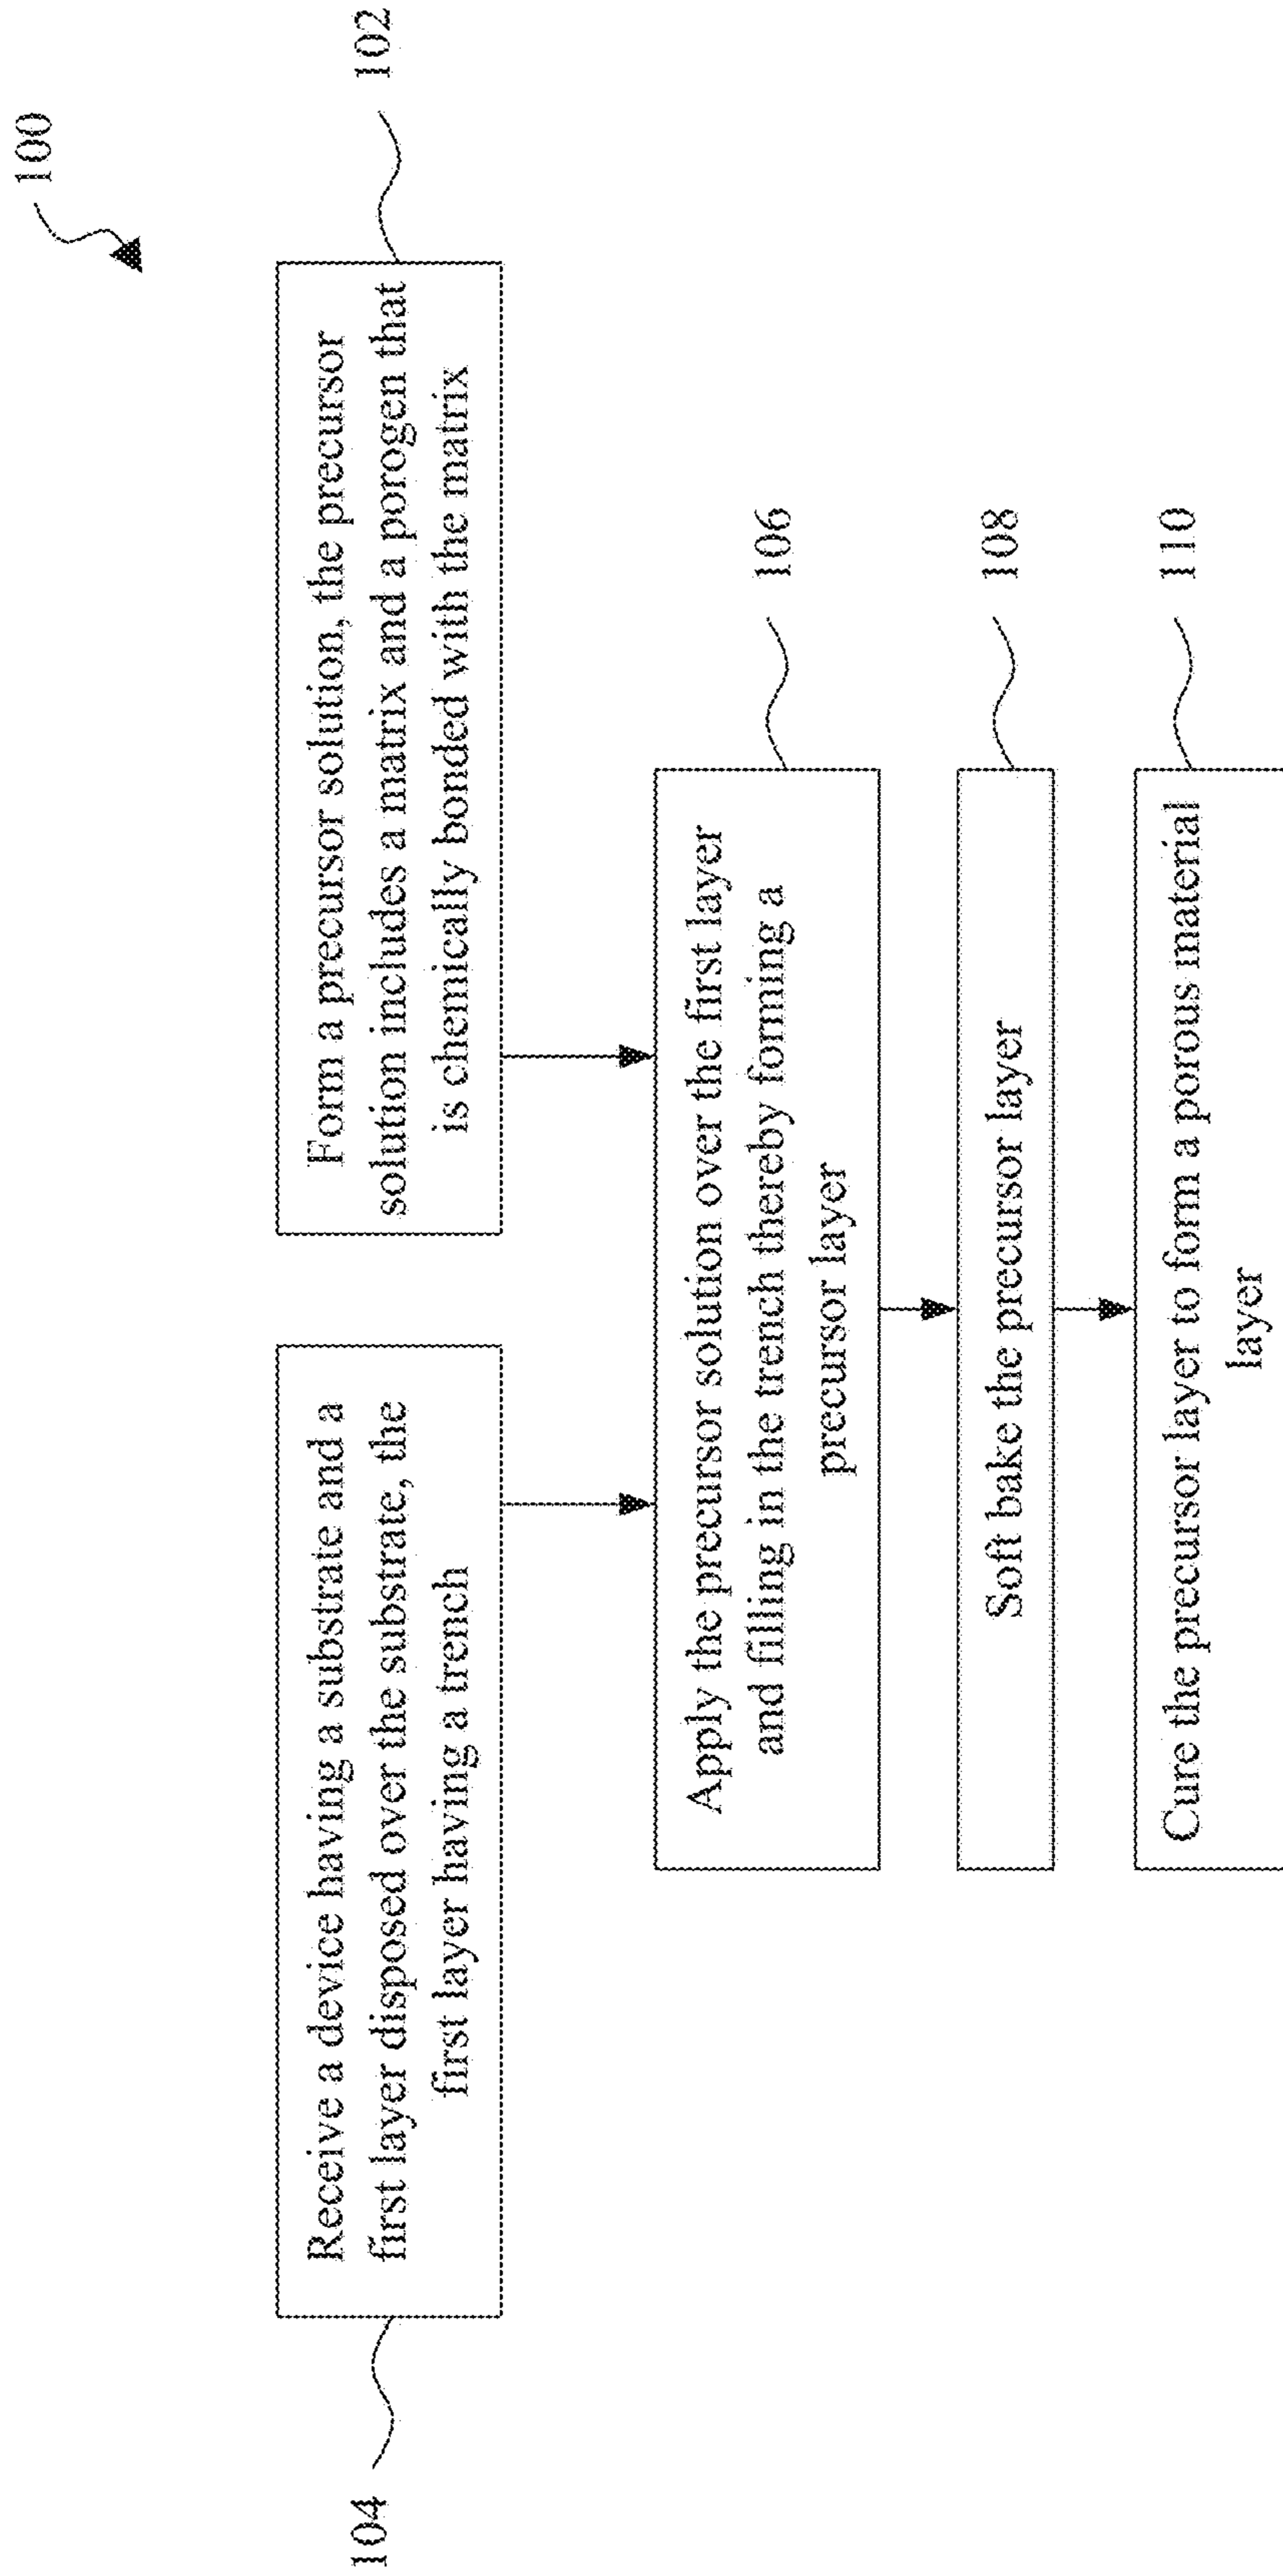 100
104
Receive a device having a substrate and a
first layer disposed over the substrate, the
first layer having a trench
Form a precursor solution, the precursor
solution includes a matrix and a porogen that
is chemically bonded with the matrix
102
Apply the precursor solution over the first layer
and filling in the trench thereby forming a
precursor layer
106
Soft bake the precursor layer
108
Cure the precursor layer to form a porous material
layer
110